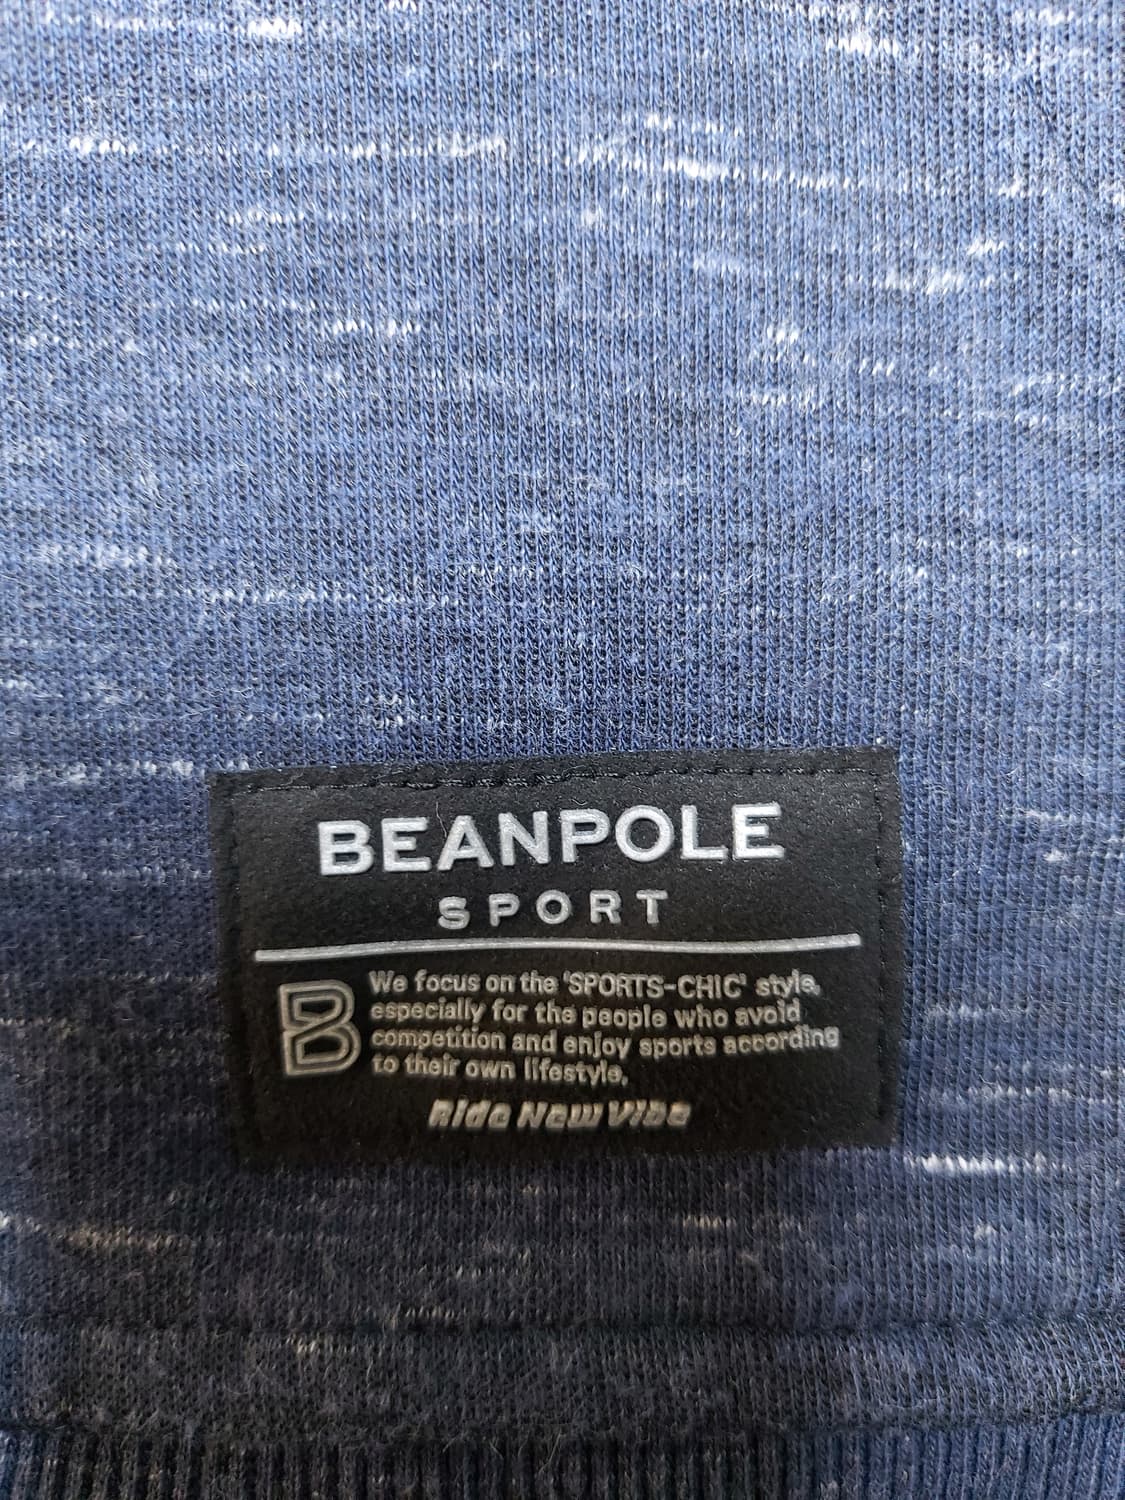 BEANPOLE
SPORT
B
We focus on the 'SPORTS-CHIC' style,
especially for the people who avoid
competition and enjoy sports according
to their own lifestyle.
Ride New Vibe